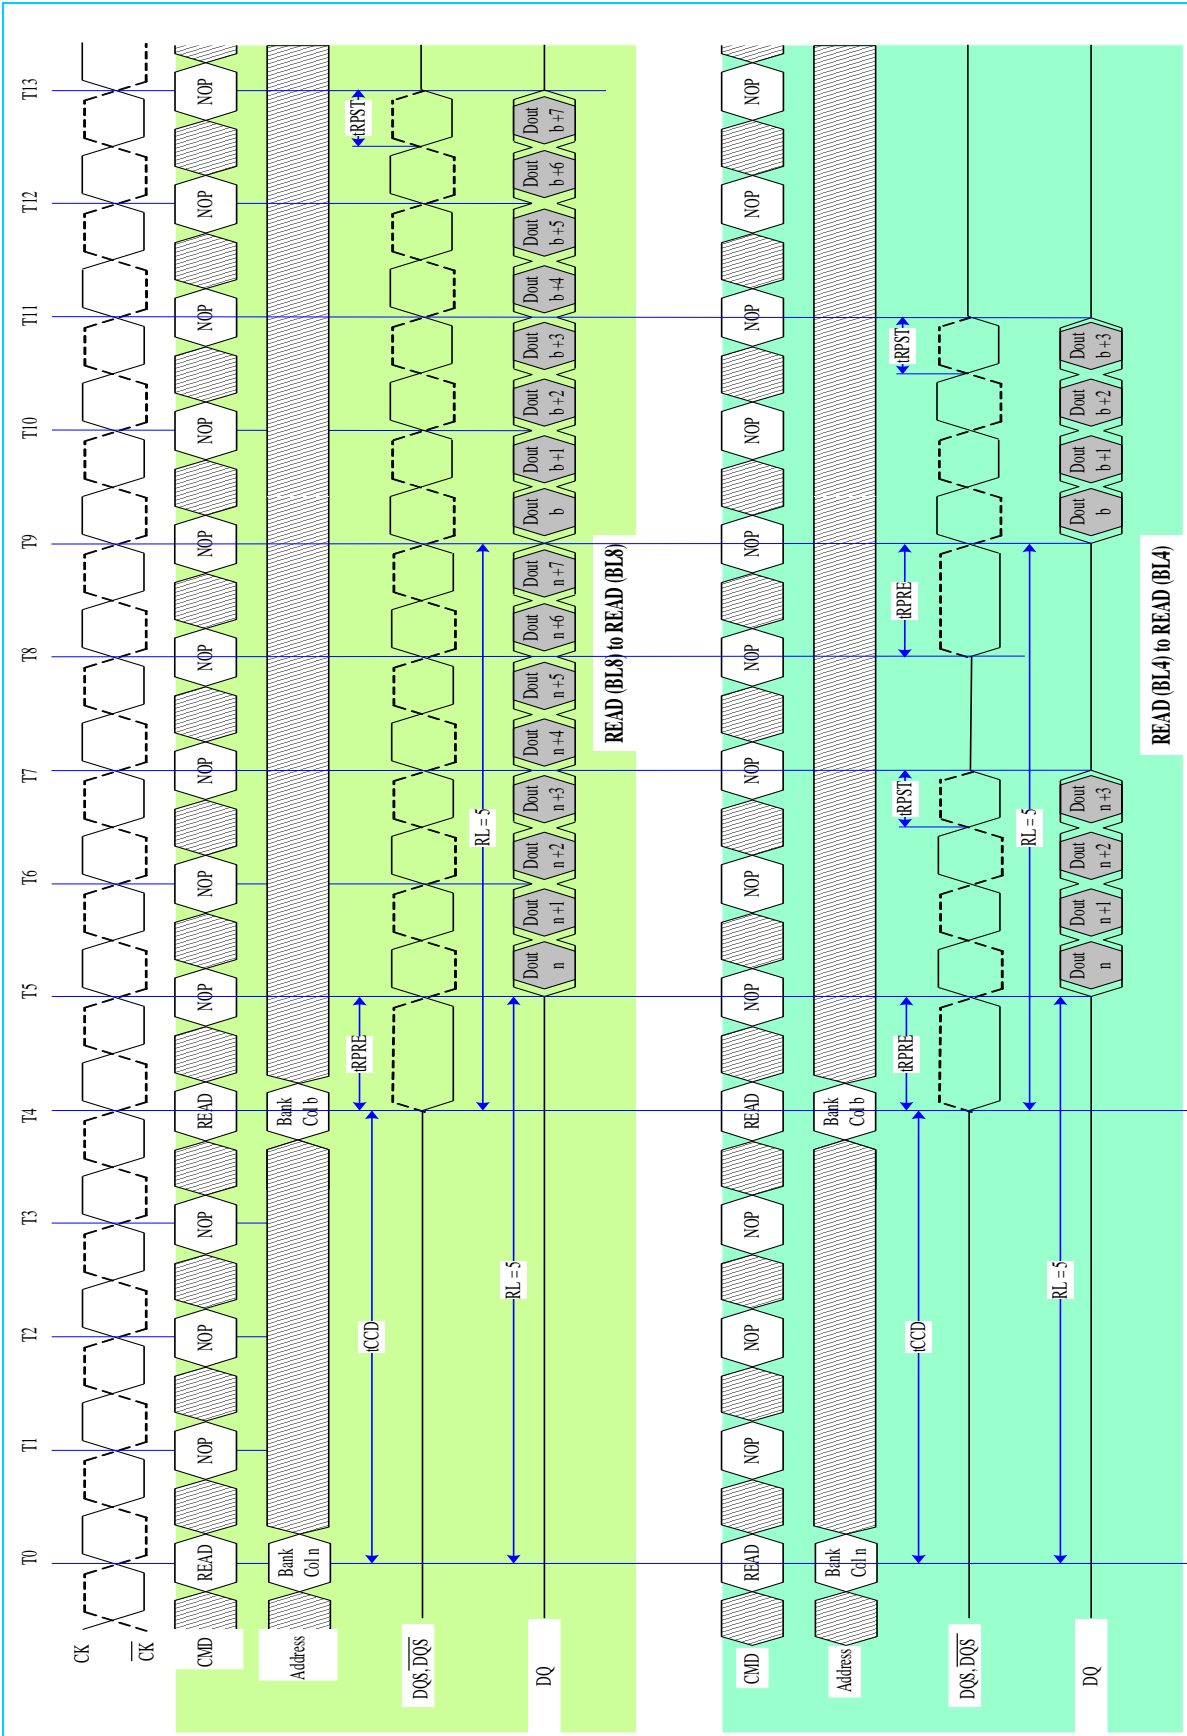 T0 T1 T2 T3 T4 T5 T6 T7 T8 T9 T10 T11 T12 T13
CK
CK
CMD READ NOP NOP NOP READ NOP NOP NOP NOP NOP NOP NOP NOP NOP
Address Bank Bank
Col n Col b
tCCD tRPRE tRPST
DQS, DQS
RL = 5
RL = 5
DQ Dout Dout Dout Dout Dout Dout Dout Dout Dout Dout Dout Dout Dout Dout Dout Dout
n n+1 n+2 n+3 n+4 n+5 n+6 n+7 b b+1 b+2 b+3 b+4 b+5 b+6 b+7
READ (BL8) to READ (BL8)
CMD READ NOP NOP NOP READ NOP NOP NOP NOP NOP NOP NOP NOP NOP
Address Bank Bank
Col n Col b
tCCD tRPRE tRPST tRPRE tRPST
DQS, DQS
RL = 5
RL = 5
DQ Dout Dout Dout Dout Dout Dout Dout Dout
n n+1 n+2 n+3 b b+1 b+2 b+3
READ (BL4) to READ (BL4)